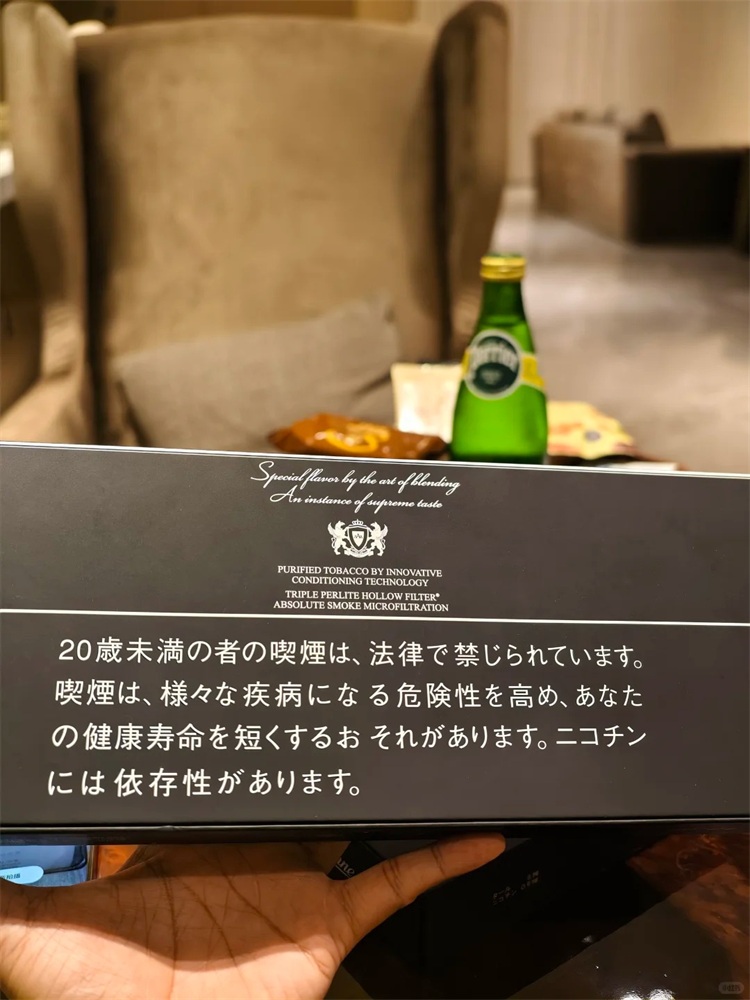 Perrier
Special flavor by the art of blending
An instance of supreme taste
PURIFIED TOBACCO BY INNOVATIVE
CONDITIONING TECHNOLOGY
TRIPLE PERLITE HOLLOW FILTER®
ABSOLUTE SMOKE MICROFILTRATION
20歳未満の者の喫煙は、法律で禁じられています。
喫煙は、様々な疾病になる危険性を高め、あなた
の健康寿命を短くするおそれがあります。ニコチン
には依存性があります。